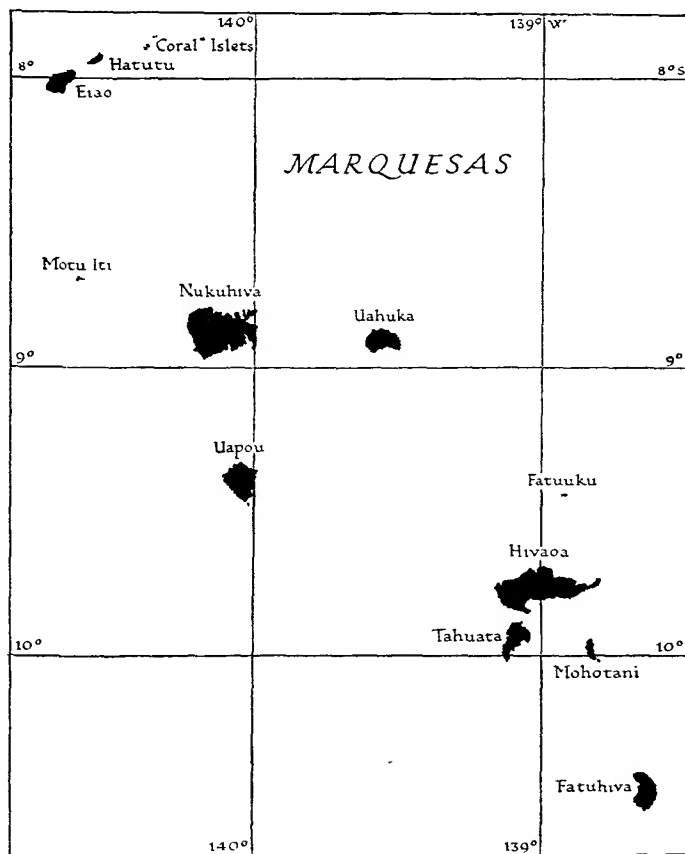 140°
139° W
"Coral" Islets
Hatutu
8°
8° S
Eiao
MARQUESAS
Motu Iti
Nukuhiva
Uahuka
9°
9°
Uapou
Fatuuku
Hivaoa
Tahuata
10°
10°
Mohotani
Fatuhiva
140°
139°